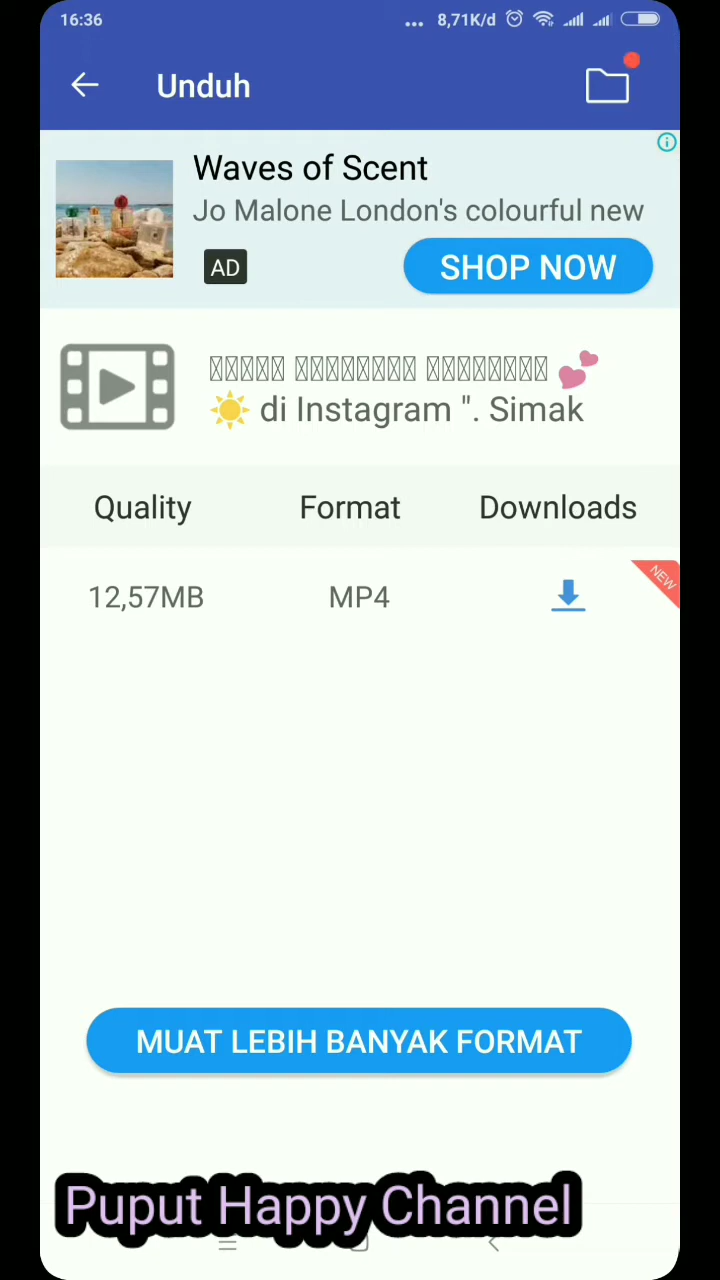 16:36
... 8,71K/d
Unduh
Waves of Scent
Jo Malone London's colourful new
AD
SHOP NOW
💕
☀️ di Instagram ". Simak
Quality Format Downloads
12,57MB MP4
NEW
MUAT LEBIH BANYAK FORMAT
Puput Happy Channel